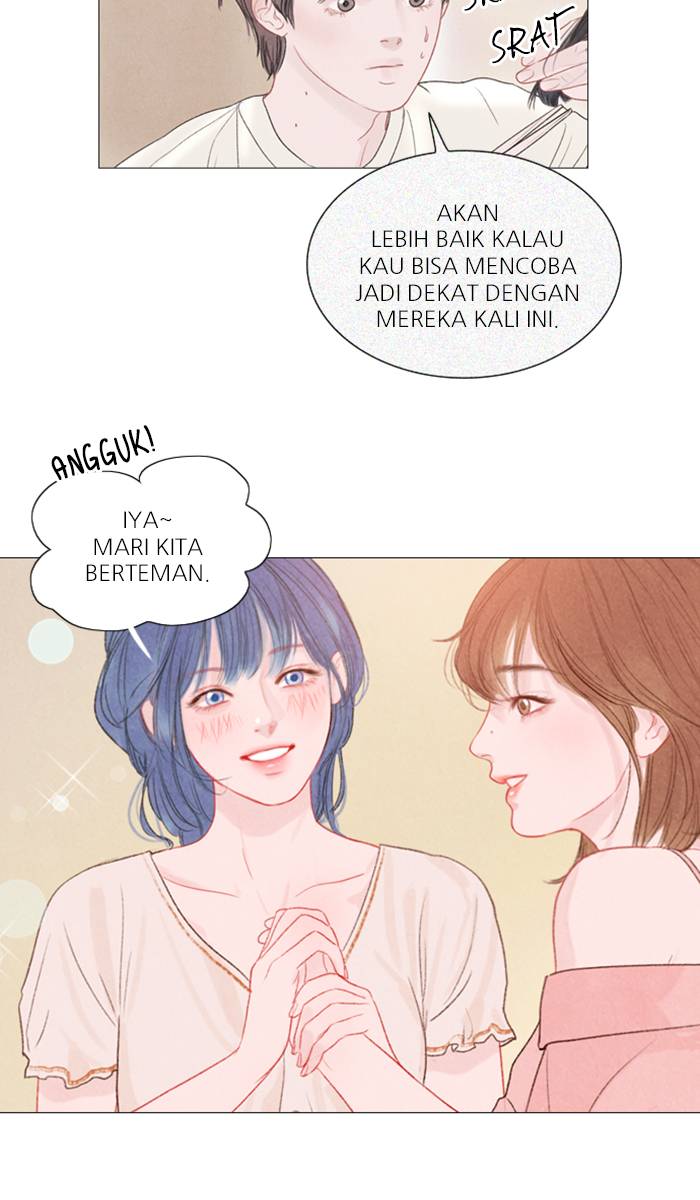 SRAT
AKAN
LEBIH BAIK KALAU
KAU BISA MENCOBA
JADI DEKAT DENGAN
MEREKA KALI INI.
ANGGUK!
IYA~
MARI KITA
BERTEMAN.